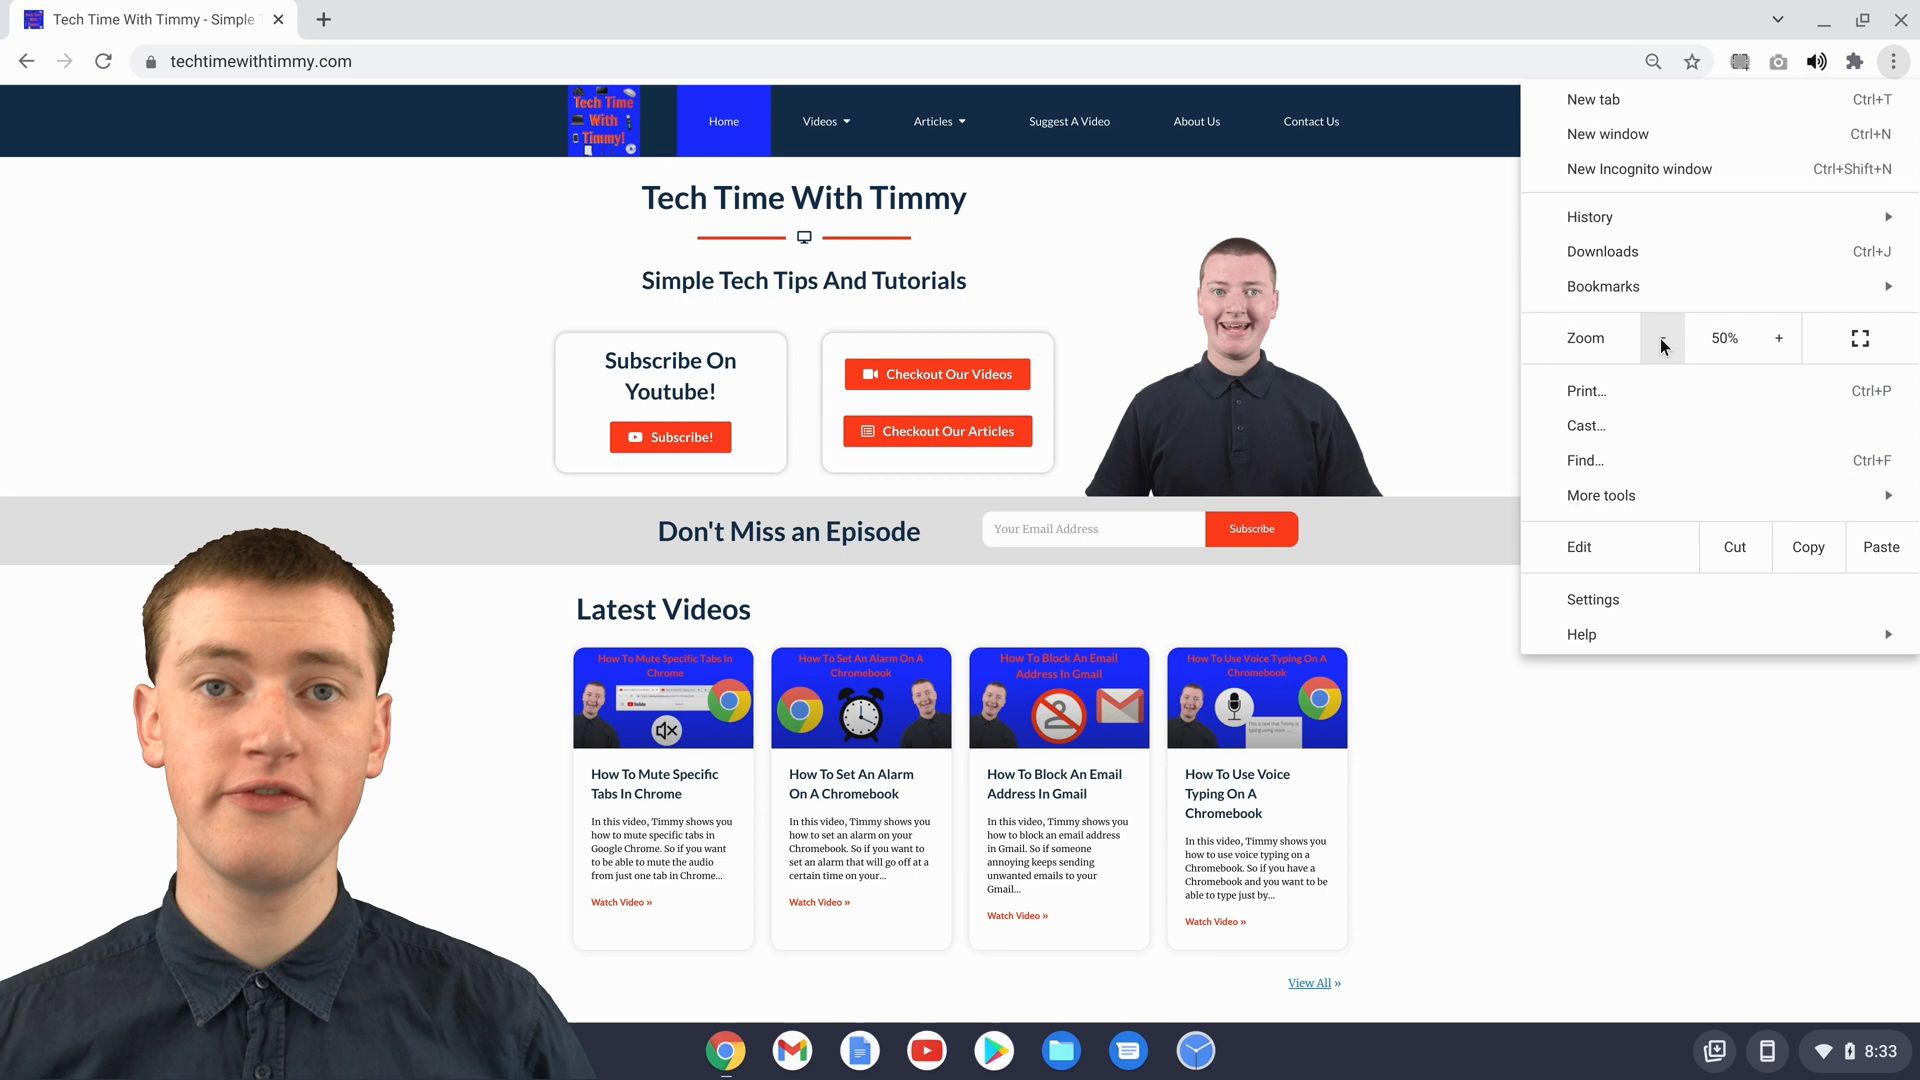 Tech Time With Timmy - Simple T
techtimewithtimmy.com
Tech Time
With
Timmy!
Home
Videos
Articles
Suggest A Video
About Us
Contact Us
Tech Time With Timmy
Simple Tech Tips And Tutorials
Subscribe On
Youtube!
Subscribe!
Checkout Our Videos
Checkout Our Articles
Don't Miss an Episode
Your Email Address
Subscribe
Latest Videos
How To Mute Specific Tabs In
Chrome
How To Mute Specific
Tabs In Chrome
In this video, Timmy shows you
how to mute specific tabs in
Google Chrome. So if you want
to be able to mute the audio
from just one tab in Chrome...
Watch Video »
How To Set An Alarm On A
Chromebook
How To Set An Alarm
On A Chromebook
In this video, Timmy shows you
how to set an alarm on your
Chromebook. So if you want to
set an alarm that will go off at a
certain time on your...
Watch Video »
How To Block An Email
Address In Gmail
How To Block An Email
Address In Gmail
In this video, Timmy shows you
how to block an email address
in Gmail. So if someone
annoying keeps sending
unwanted emails to your
Gmail...
Watch Video »
How To Use Voice Typing On A
Chromebook
This is text that Timmy is
typing using voice ....
How To Use Voice
Typing On A
Chromebook
In this video, Timmy shows you
how to use voice typing on a
Chromebook. So if you have a
Chromebook and you want to be
able to type just by...
Watch Video »
View All »
New tab Ctrl+T
New window Ctrl+N
New Incognito window Ctrl+Shift+N
History
Downloads Ctrl+J
Bookmarks
Zoom - 50% +
Print... Ctrl+P
Cast...
Find... Ctrl+F
More tools
Edit Cut Copy Paste
Settings
Help
8:33